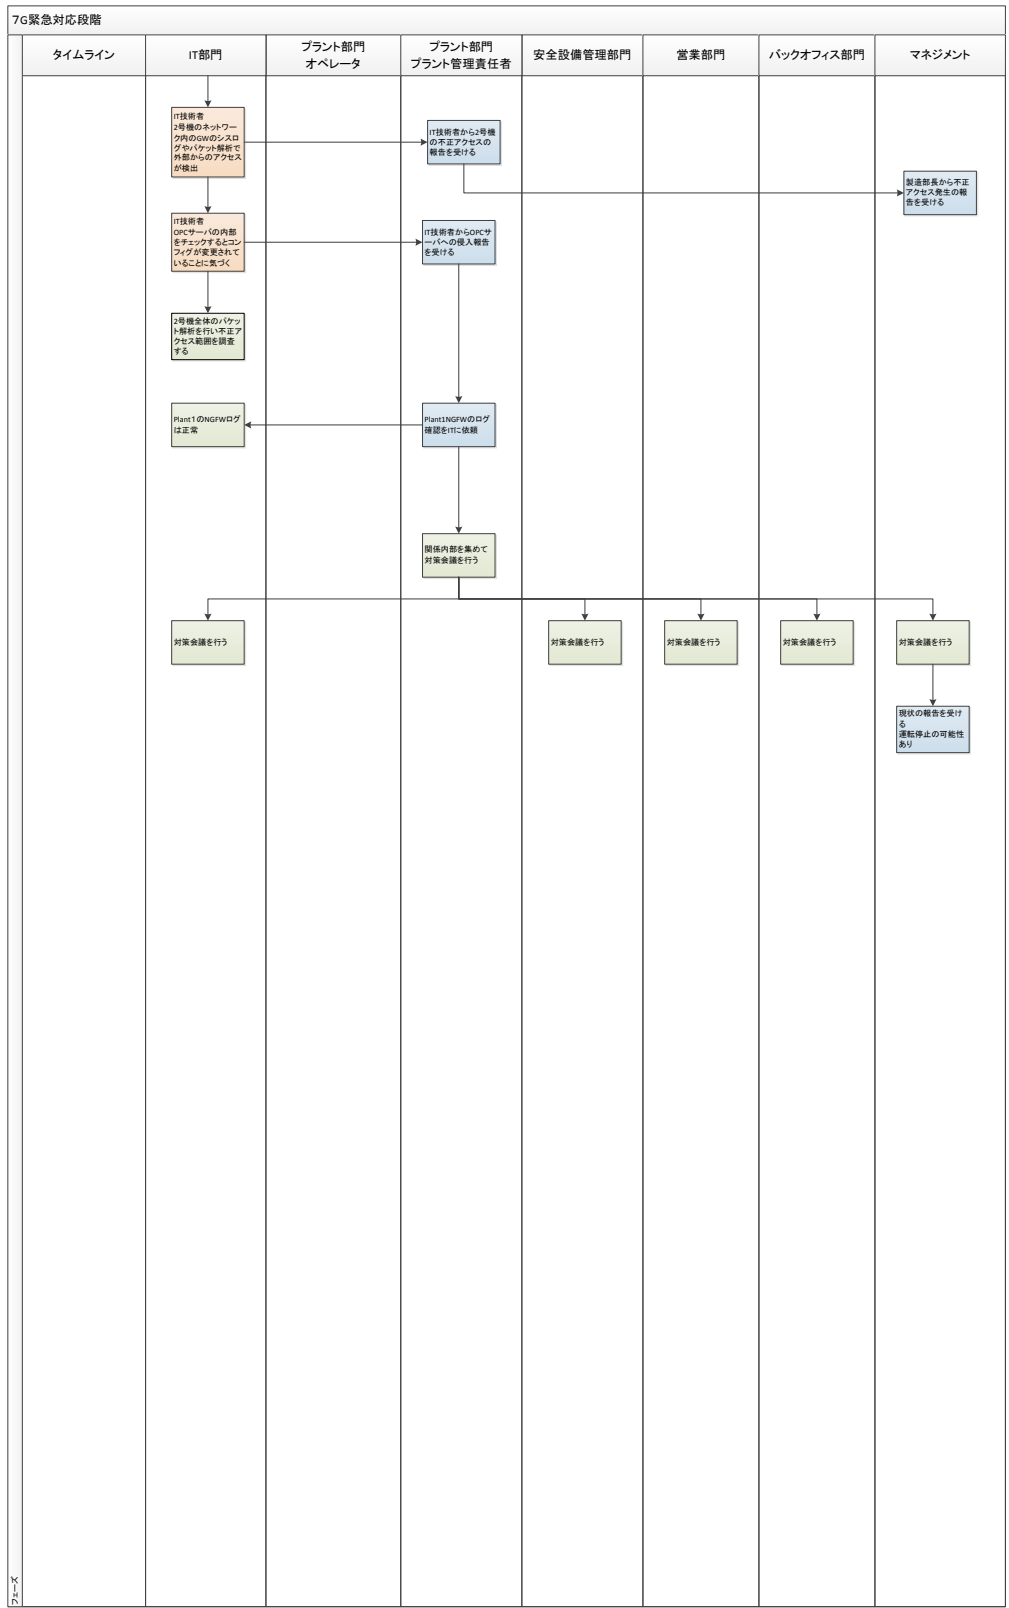 7G緊急対応段階
タイムライン
IT部門
プラント部門
オペレータ
プラント部門
プラント管理責任者
安全設備管理部門
営業部門
バックオフィス部門
マネジメント
IT技術者
2号機のネットワー
ク内のGWのシスロ
グやパケット解析で
外部からのアクセス
が検出
IT技術者から2号機
の不正アクセスの
報告を受ける
製造部長から不正
アクセス発生の報
告を受ける
IT技術者
OPCサーバの内部
をチェックするとコン
フィグが変更されて
いることに気づく
IT技術者からOPCサ
ーバへの侵入報告
を受ける
2号機全体のパケッ
ト解析を行い不正ア
クセス範囲を調査
する
Plant１のNGFWログ
は正常
Plant1NGFWのログ
確認をITに依頼
関係内部を集めて
対策会議を行う
対策会議を行う
対策会議を行う
対策会議を行う
対策会議を行う
対策会議を行う
現状の報告を受け
る
運転停止の可能性
あり
フェーズ